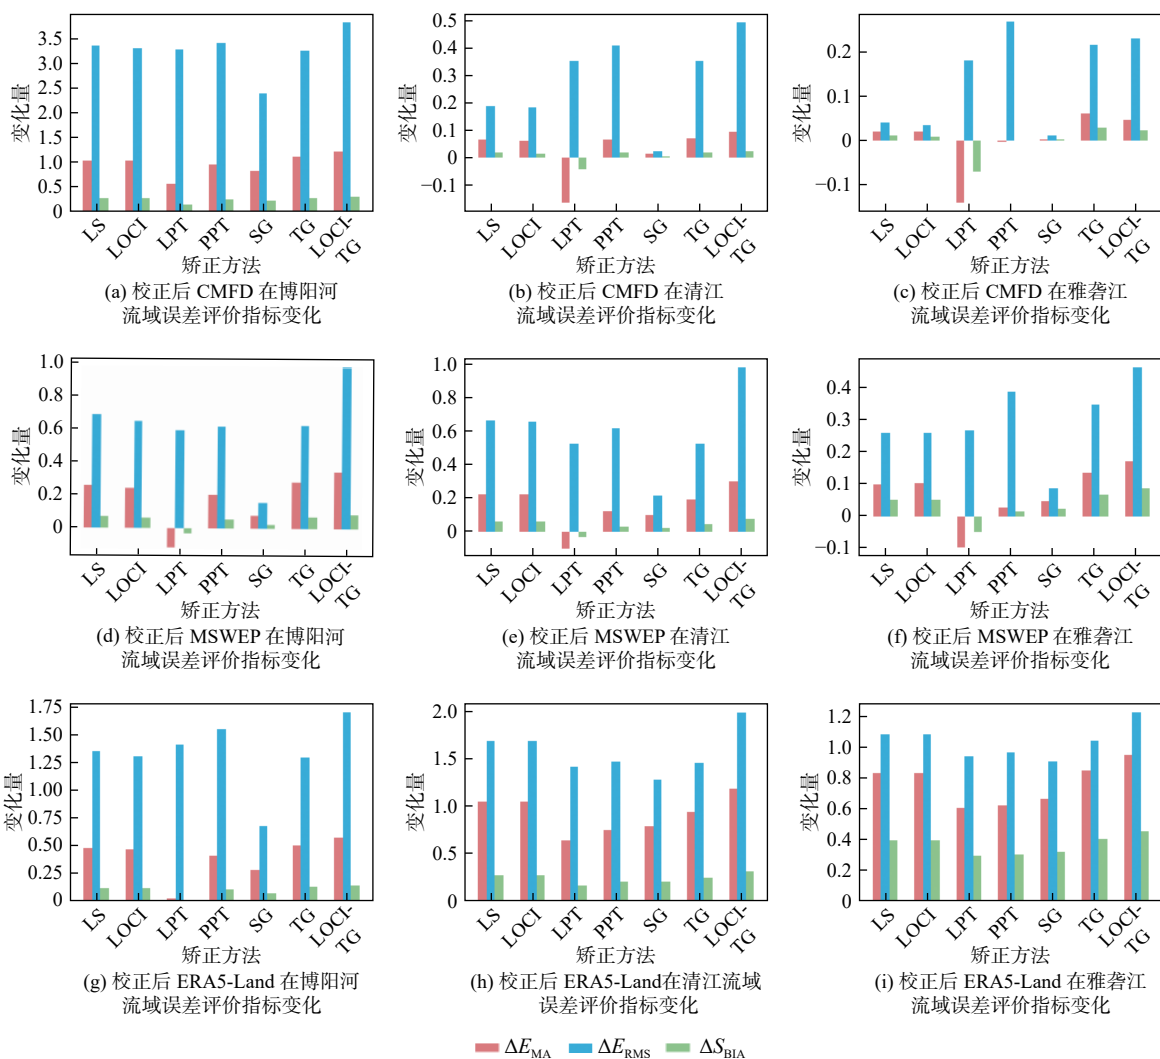 3.5
3.0
2.5
2.0
1.5
1.0
0.5
0
变化量
LS
LOCI
LPT
PPT
SG
TG
LOCI-
TG
矫正方法
(a) 校正后 CMFD 在博阳河
流域误差评价指标变化
0.5
0.4
0.3
0.2
0.1
0
−0.1
变化量
LS
LOCI
LPT
PPT
SG
TG
LOCI-
TG
矫正方法
(b) 校正后 CMFD 在清江
流域误差评价指标变化
0.2
0.1
0
−0.1
变化量
LS
LOCI
LPT
PPT
SG
TG
LOCI-
TG
矫正方法
(c) 校正后 CMFD 在雅砻江
流域误差评价指标变化
1.0
0.8
0.6
0.4
0.2
0
变化量
LS
LOCI
LPT
PPT
SG
TG
LOCI-
TG
矫正方法
(d) 校正后 MSWEP 在博阳河
流域误差评价指标变化
1.0
0.8
0.6
0.4
0.2
0
变化量
LS
LOCI
LPT
PPT
SG
TG
LOCI-
TG
矫正方法
(e) 校正后 MSWEP 在清江
流域误差评价指标变化
0.4
0.3
0.2
0.1
0
−0.1
变化量
LS
LOCI
LPT
PPT
SG
TG
LOCI-
TG
矫正方法
(f) 校正后 MSWEP 在雅砻江
流域误差评价指标变化
1.75
1.50
1.25
1.00
0.75
0.50
0.25
0
变化量
LS
LOCI
LPT
PPT
SG
TG
LOCI-
TG
矫正方法
(g) 校正后 ERA5-Land 在博阳河
流域误差评价指标变化
2.0
1.5
1.0
0.5
0
变化量
LS
LOCI
LPT
PPT
SG
TG
LOCI-
TG
矫正方法
(h) 校正后 ERA5-Land在清江流域
误差评价指标变化
1.2
1.0
0.8
0.6
0.4
0.2
0
变化量
LS
LOCI
LPT
PPT
SG
TG
LOCI-
TG
矫正方法
(i) 校正后 ERA5-Land 在雅砻江
流域误差评价指标变化
ΔE_MA ΔE_RMS ΔS_BIA